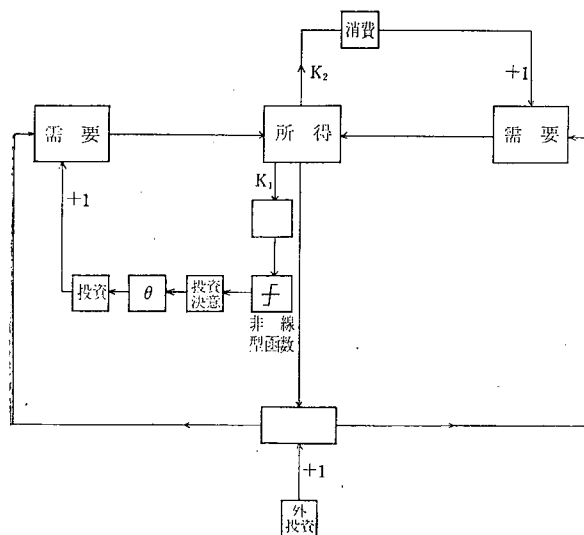 消費
K₂
+1
需要
所得
需要
K₁
+1
投資
θ
投資
決意
非線
型函数
+1
外
投資